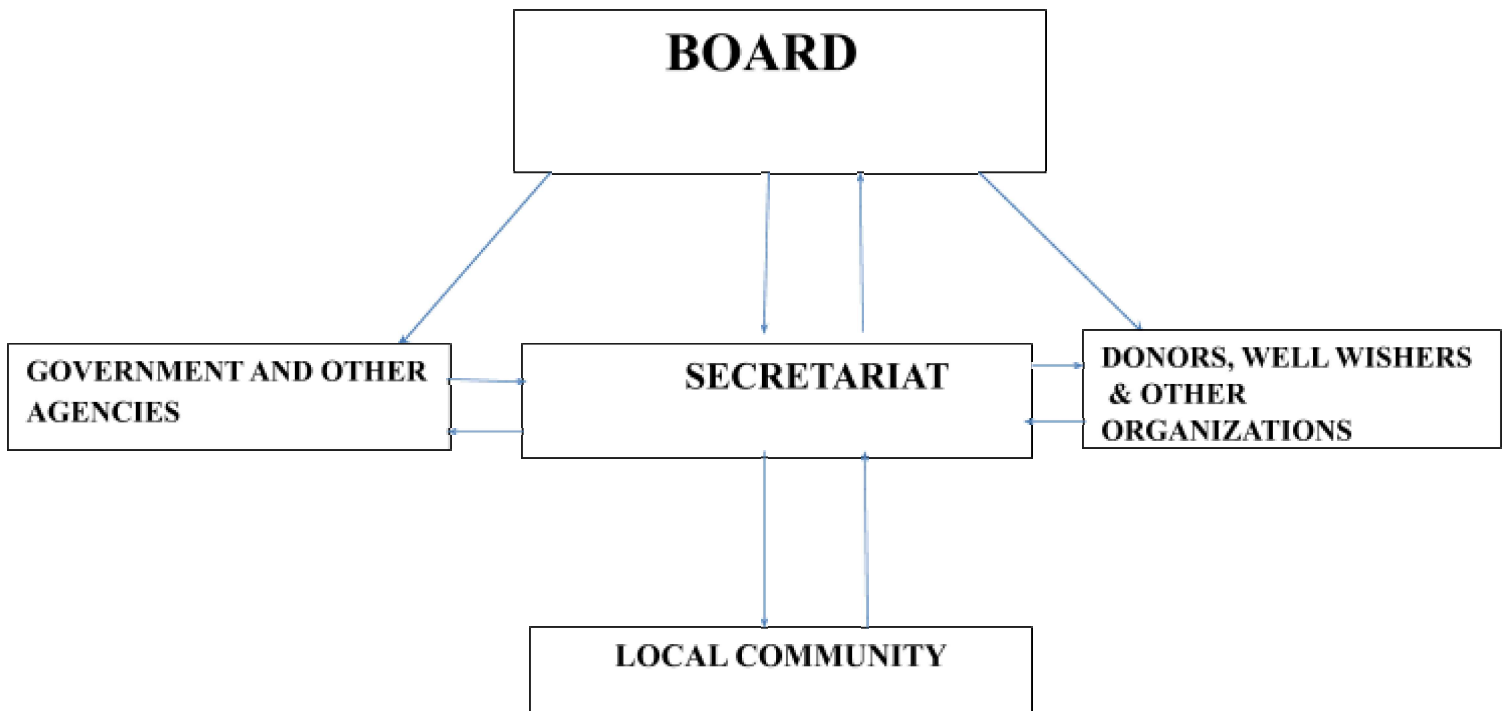 BOARD
GOVERNMENT AND OTHER
AGENCIES
SECRETARIAT
DONORS, WELL WISHERS
& OTHER
ORGANIZATIONS
LOCAL COMMUNITY